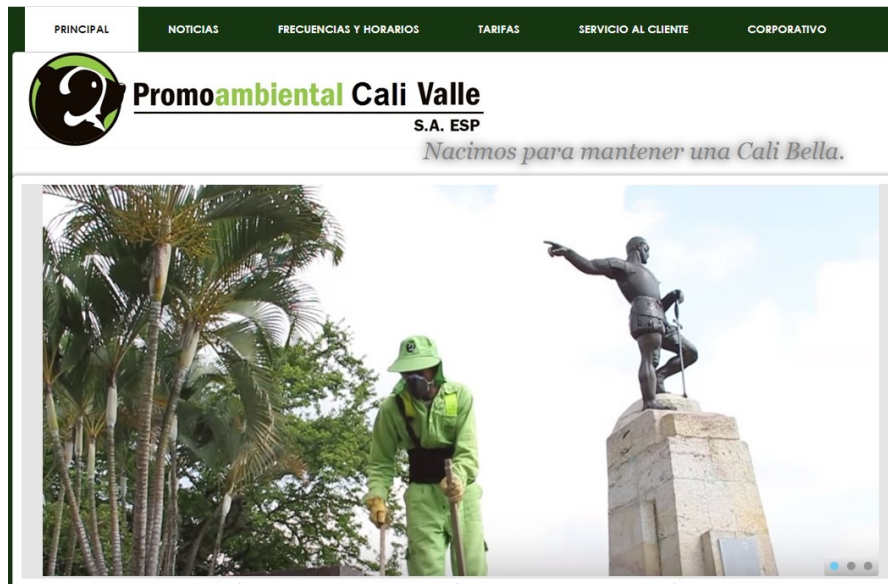 PRINCIPAL NOTICIAS FRECUENCIAS Y HORARIOS TARIFAS SERVICIO AL CLIENTE CORPORATIVO
Promoambiental Cali Valle
S.A. ESP
Nacimos para mantener una Cali Bella.